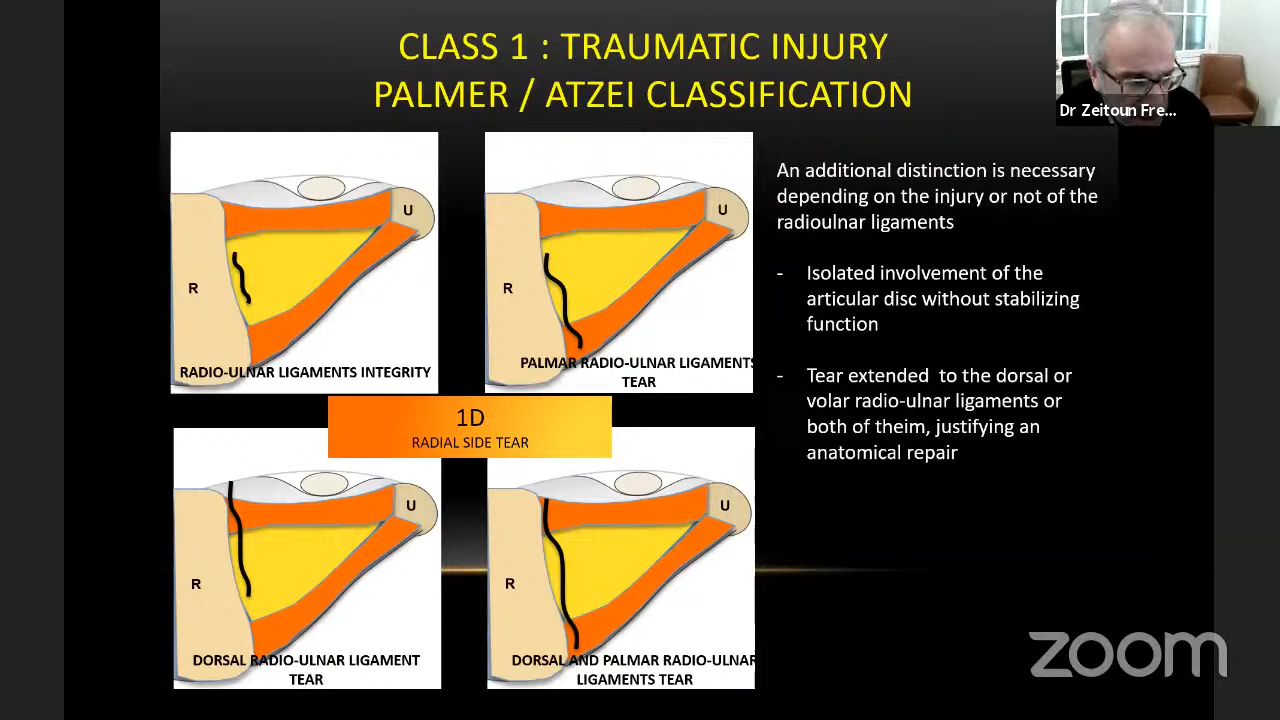 CLASS 1 : TRAUMATIC INJURY
PALMER / ATZEI CLASSIFICATION
Dr Zeitoun Fre...
U
R
RADIO-ULNAR LIGAMENTS INTEGRITY
U
R
PALMAR RADIO-ULNAR LIGAMENTS
TEAR
1D
RADIAL SIDE TEAR
U
R
DORSAL RADIO-ULNAR LIGAMENT
TEAR
U
R
DORSAL AND PALMAR RADIO-ULNAR
LIGAMENTS TEAR
An additional distinction is necessary
depending on the injury or not of the
radioulnar ligaments
- Isolated involvement of the
articular disc without stabilizing
function
- Tear extended to the dorsal or
volar radio-ulnar ligaments or
both of theim, justifying an
anatomical repair
zoom